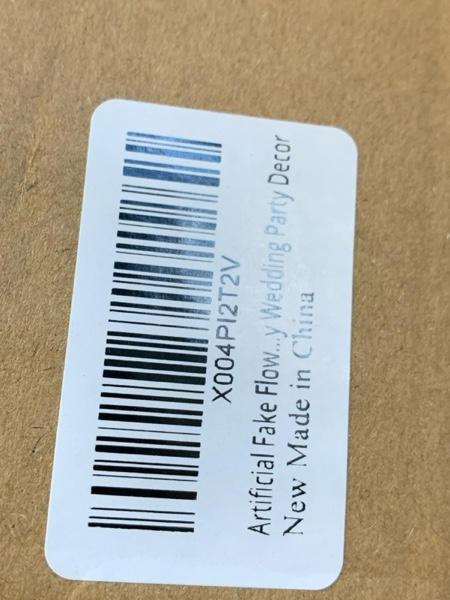 X004PI2T2V
Artificial Fake Flow...y Wedding Party Decor
New Made in China